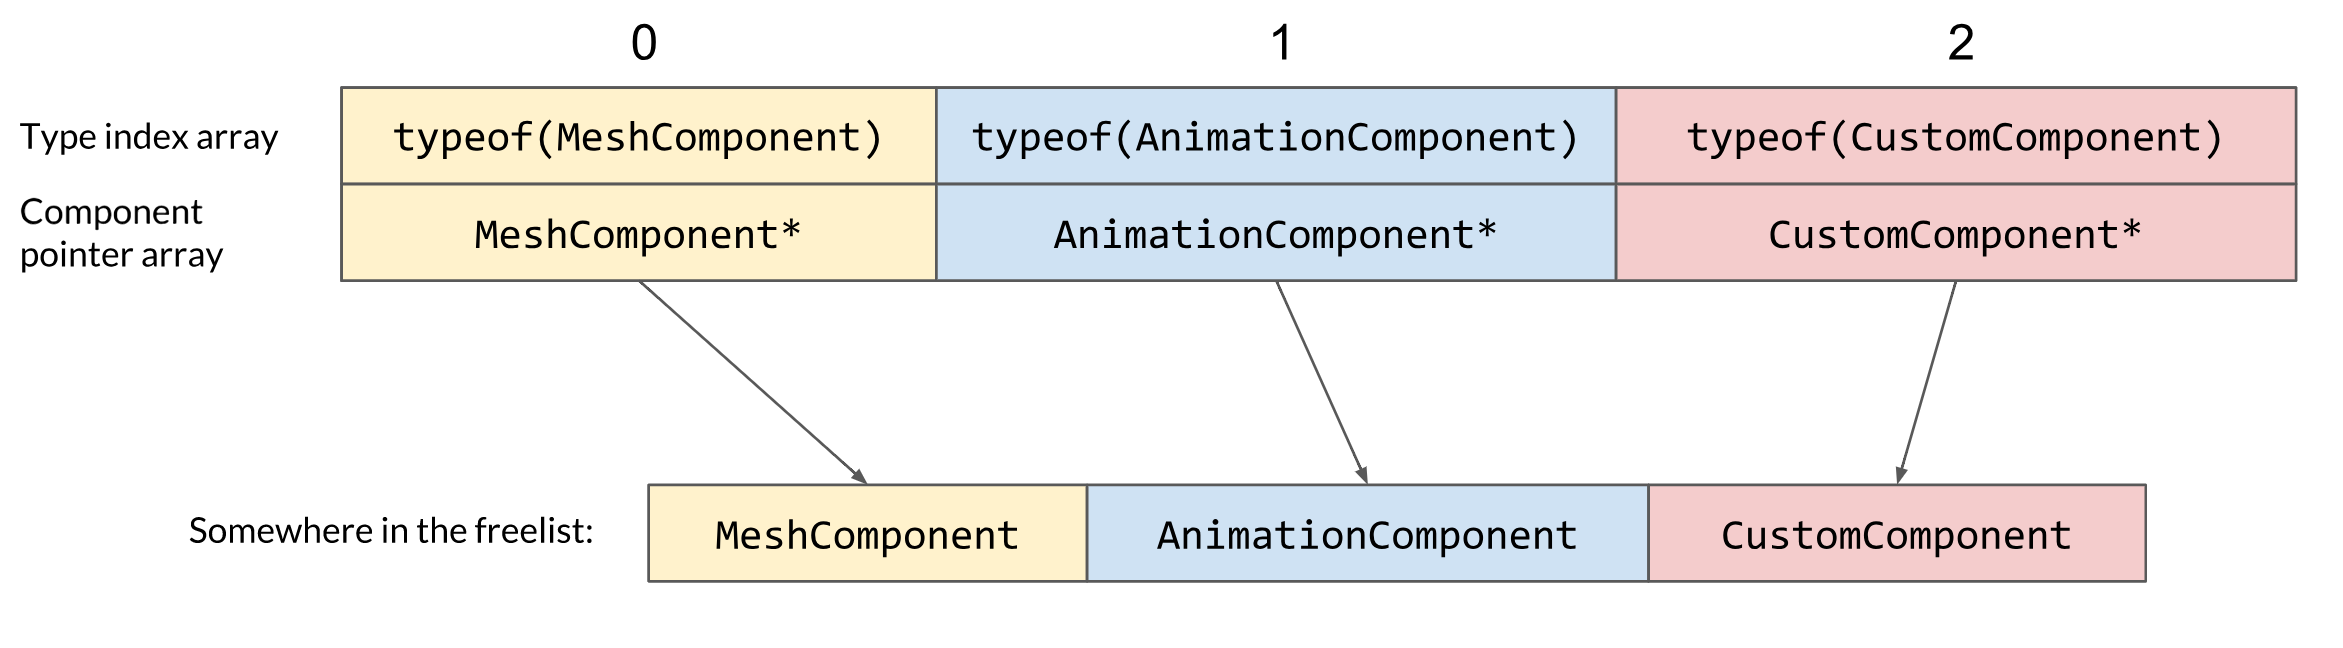 0 1 2
Type index array
typeof(MeshComponent) typeof(AnimationComponent) typeof(CustomComponent)
Component
pointer array
MeshComponent* AnimationComponent* CustomComponent*
Somewhere in the freelist:
MeshComponent AnimationComponent CustomComponent